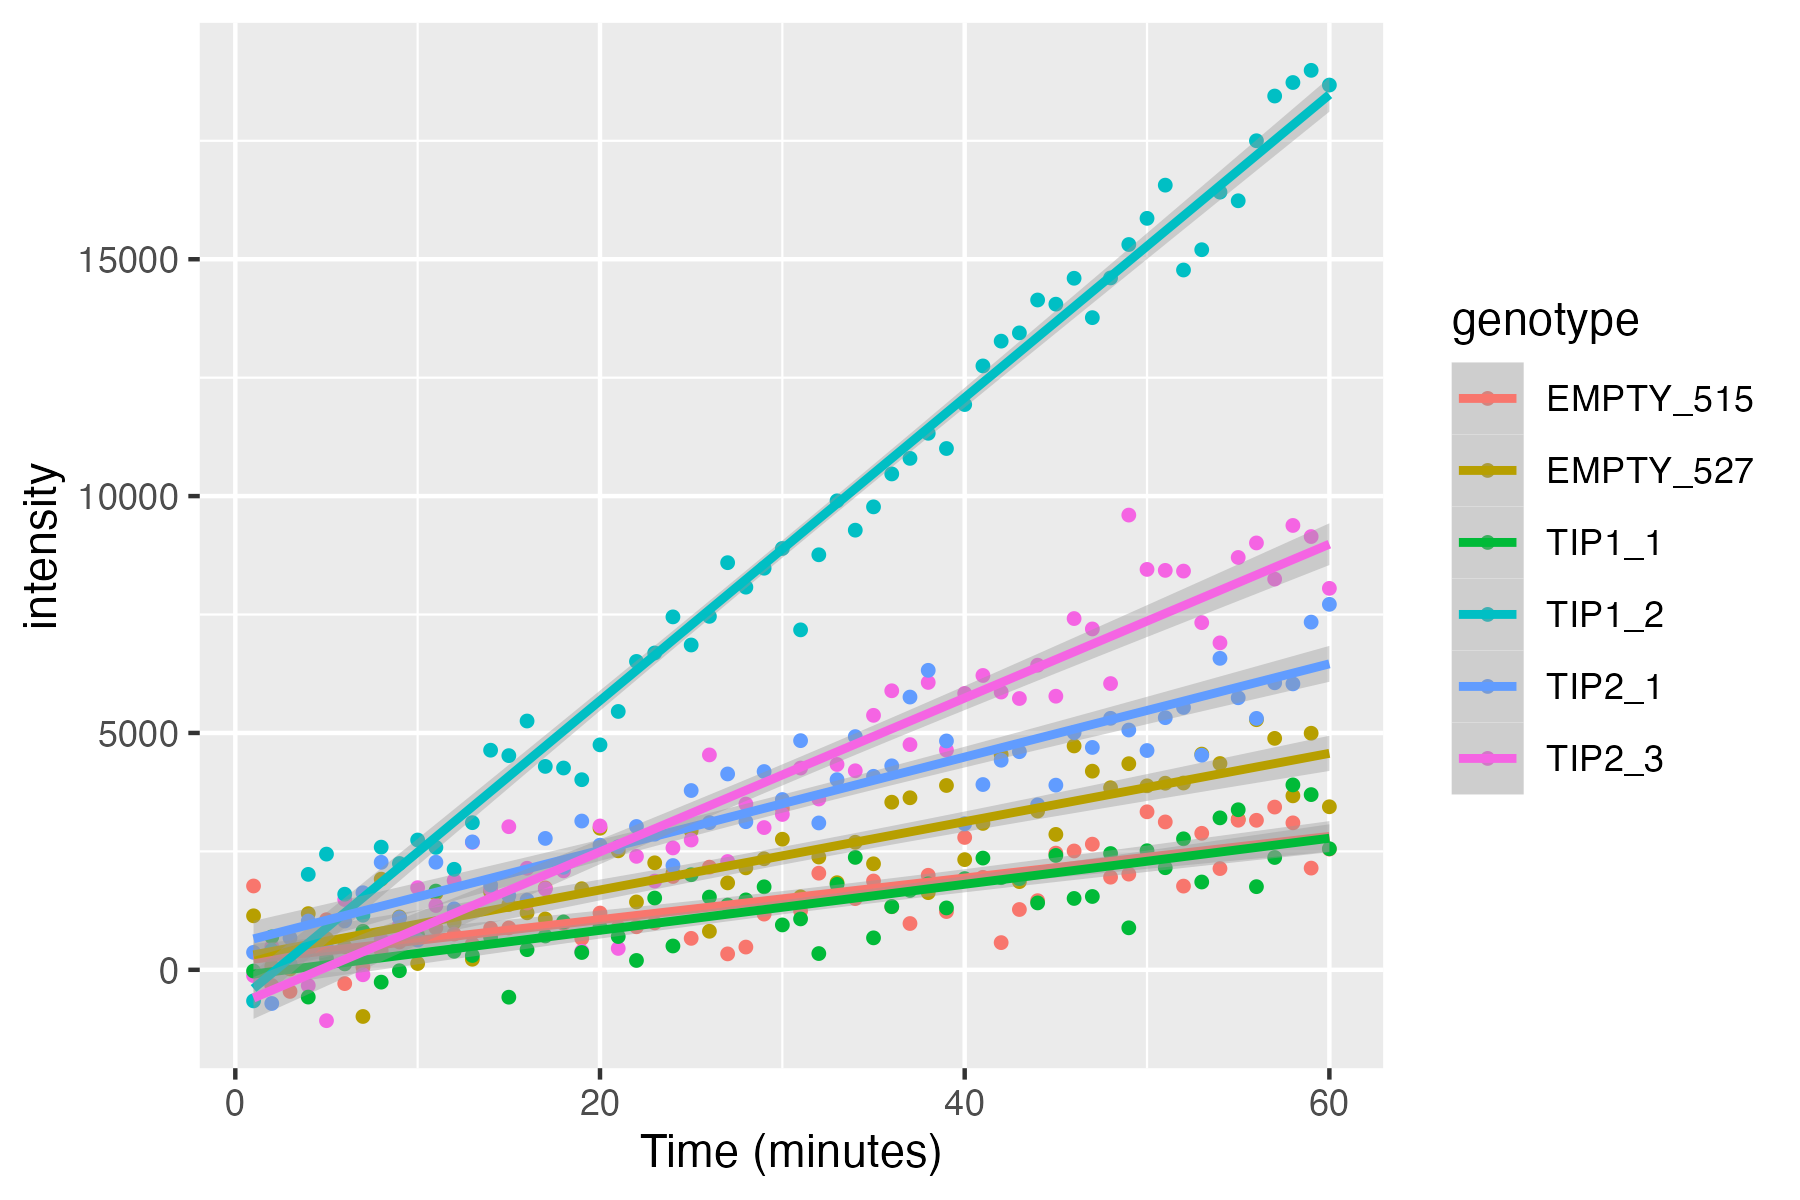 15000
10000
5000
0
0
20
40
60
Time (minutes)
intensity
genotype
EMPTY_515
EMPTY_527
TIP1_1
TIP1_2
TIP2_1
TIP2_3